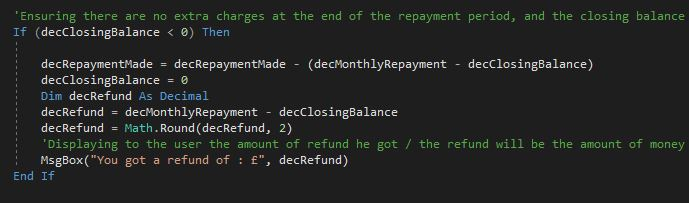 'Ensuring there are no extra charges at the end of the repayment period, and the closing balance
If (decClosingBalance < 0) Then
decRepaymentMade = decRepaymentMade - (decMonthlyRepayment - decClosingBalance)
decClosingBalance = 0
Dim decRefund As Decimal
decRefund = decMonthlyRepayment - decClosingBalance
decRefund = Math.Round(decRefund, 2)
'Displaying to the user the amount of refund he got / the refund will be the amount of money
MsgBox("You got a refund of : £", decRefund)
End If